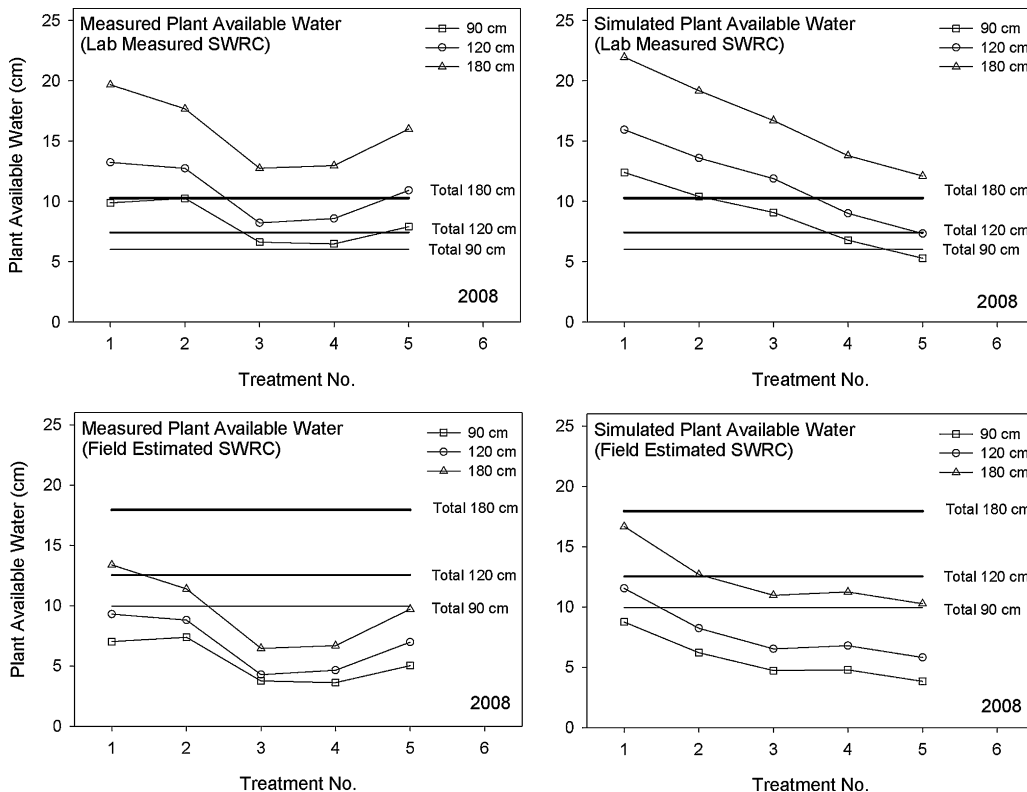 Measured Plant Available Water
(Lab Measured SWRC)
90 cm
120 cm
180 cm
25
20
15
10
5
0
Plant Available Water (cm)
Total 180 cm
Total 120 cm
Total 90 cm
2008
1 2 3 4 5 6
Treatment No.
Simulated Plant Available Water
(Lab Measured SWRC)
90 cm
120 cm
180 cm
25
20
15
10
5
0
Total 180 cm
Total 120 cm
Total 90 cm
2008
1 2 3 4 5 6
Treatment No.
Measured Plant Available Water
(Field Estimated SWRC)
90 cm
120 cm
180 cm
25
20
15
10
5
0
Plant Available Water (cm)
Total 180 cm
Total 120 cm
Total 90 cm
2008
1 2 3 4 5 6
Treatment No.
Simulated Plant Available Water
(Field Estimated SWRC)
90 cm
120 cm
180 cm
25
20
15
10
5
0
Total 180 cm
Total 120 cm
Total 90 cm
2008
1 2 3 4 5 6
Treatment No.